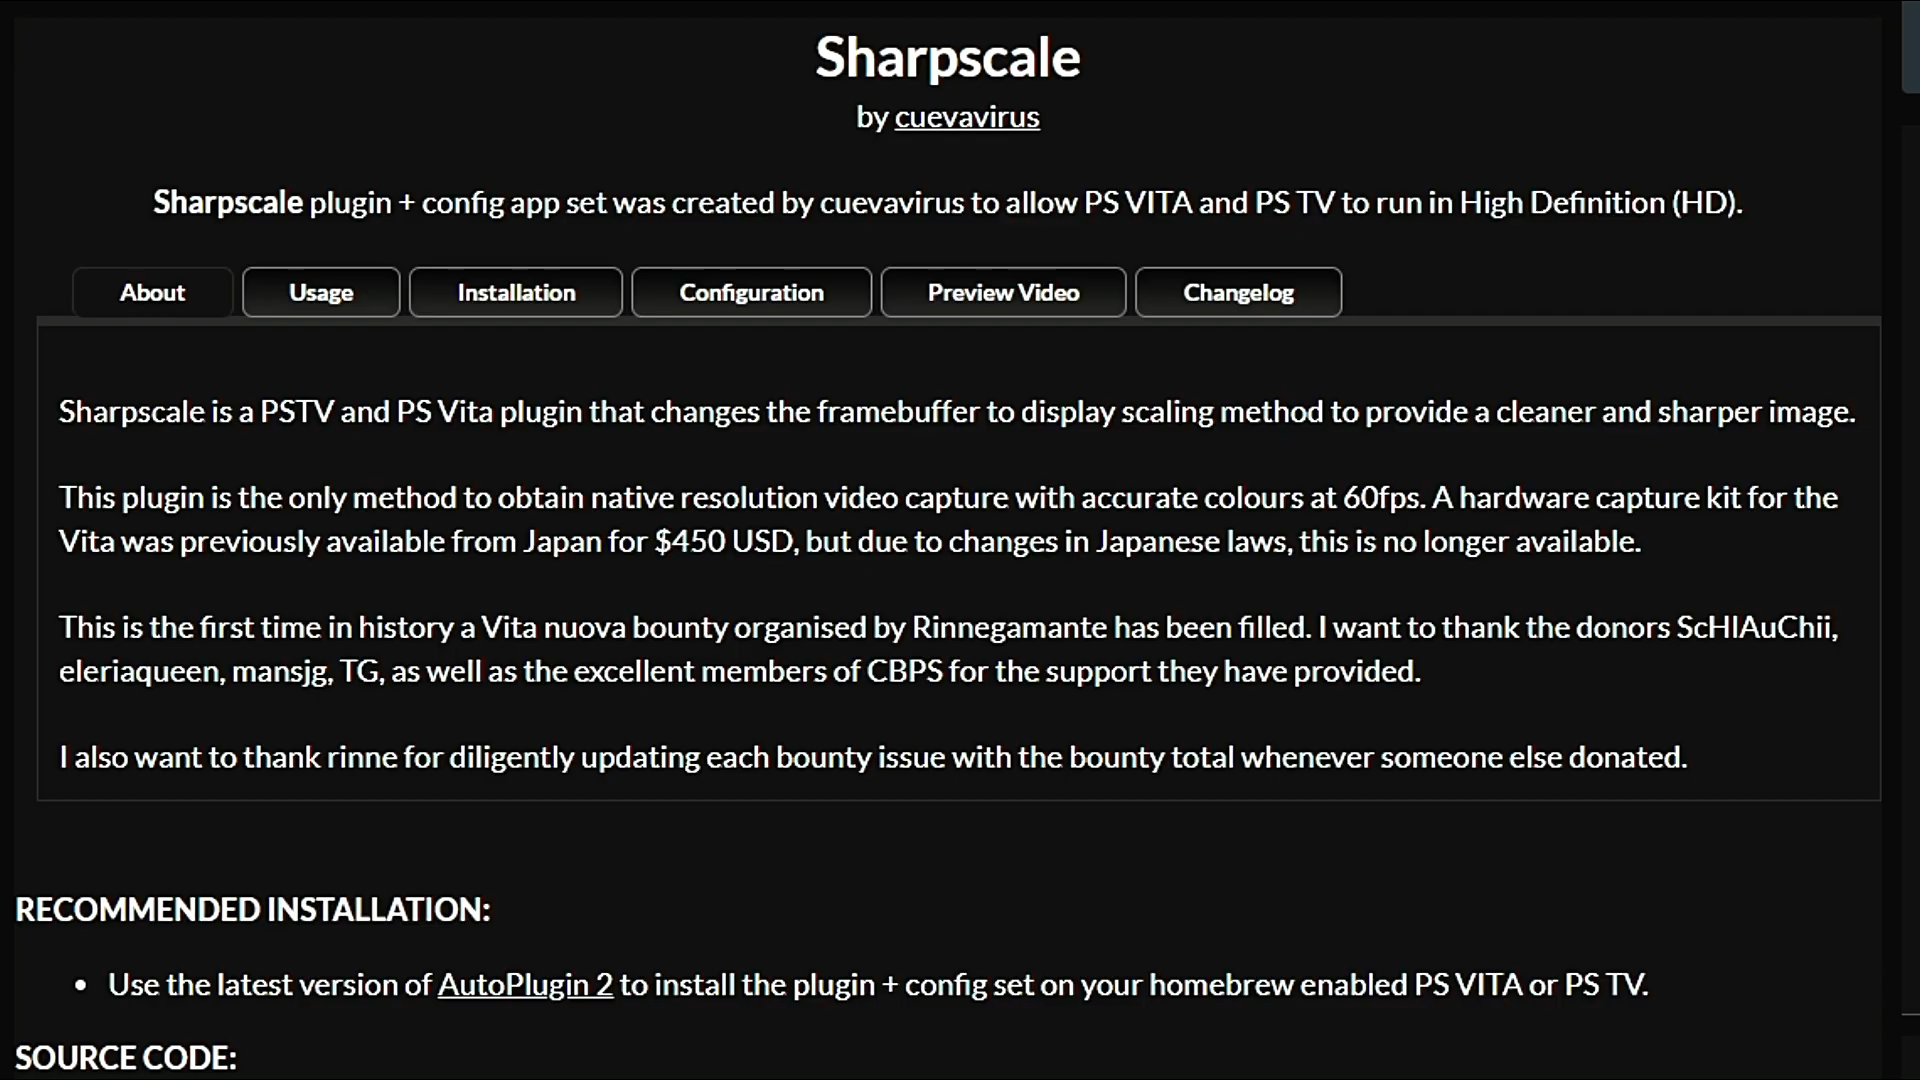 Sharpscale
by cuevavirus
Sharpscale plugin + config app set was created by cuevavirus to allow PS VITA and PS TV to run in High Definition (HD).
About Usage Installation Configuration Preview Video Changelog
Sharpscale is a PSTV and PS Vita plugin that changes the framebuffer to display scaling method to provide a cleaner and sharper image.
This plugin is the only method to obtain native resolution video capture with accurate colours at 60fps. A hardware capture kit for the
Vita was previously available from Japan for $450 USD, but due to changes in Japanese laws, this is no longer available.
This is the first time in history a Vita nuova bounty organised by Rinnegamante has been filled. I want to thank the donors ScHlAuChii,
eleriaqueen, mansjg, TG, as well as the excellent members of CBPS for the support they have provided.
I also want to thank rinne for diligently updating each bounty issue with the bounty total whenever someone else donated.
RECOMMENDED INSTALLATION:
• Use the latest version of AutoPlugin 2 to install the plugin + config set on your homebrew enabled PS VITA or PS TV.
SOURCE CODE: